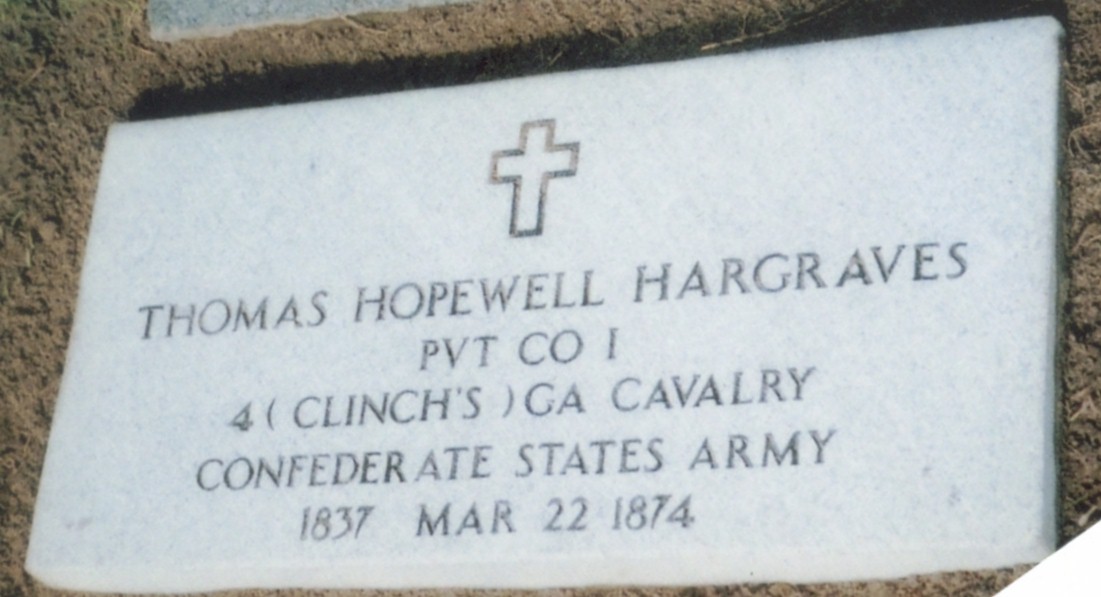 THOMAS HOPEWELL HARGRAVES
PVT CO I
4 ( CLINCH'S ) GA CAVALRY
CONFEDERATE STATES ARMY
1837 MAR 22 1874